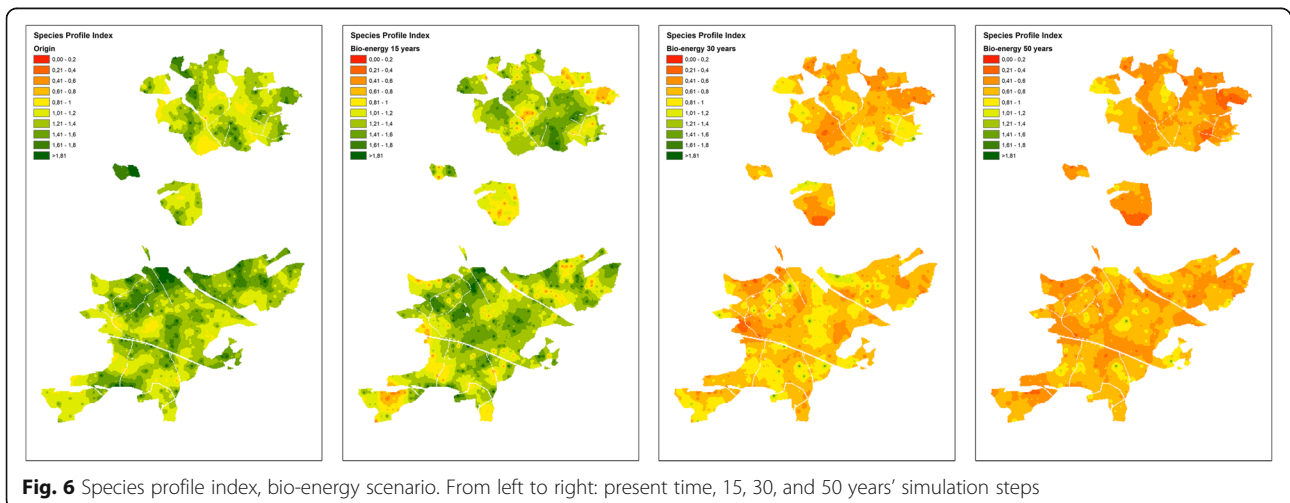 Species Profile Index
Origin
0,00 - 0,2
0,21 - 0,4
0,41 - 0,6
0,61 - 0,8
0,81 - 1
1,01 - 1,2
1,21 - 1,4
1,41 - 1,6
1,61 - 1,8
>1,81
Species Profile Index
Bio-energy 15 years
0,00 - 0,2
0,21 - 0,4
0,41 - 0,6
0,61 - 0,8
0,81 - 1
1,01 - 1,2
1,21 - 1,4
1,41 - 1,6
1,61 - 1,8
>1,81
Species Profile Index
Bio-energy 30 years
0,00 - 0,2
0,21 - 0,4
0,41 - 0,6
0,61 - 0,8
0,81 - 1
1,01 - 1,2
1,21 - 1,4
1,41 - 1,6
1,61 - 1,8
>1,81
Species Profile Index
Bio-energy 50 years
0,00 - 0,2
0,21 - 0,4
0,41 - 0,6
0,61 - 0,8
0,81 - 1
1,01 - 1,2
1,21 - 1,4
1,41 - 1,6
1,61 - 1,8
>1,81
Fig. 6 Species profile index, bio-energy scenario. From left to right: present time, 15, 30, and 50 years’ simulation steps